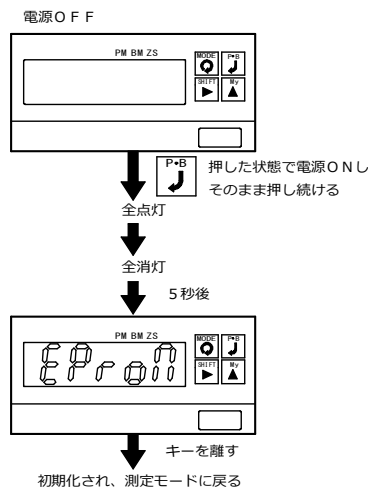 電源OFF
PM BM ZS
MODE P•B
SHIFT My
P•B
押した状態で電源ONし
そのまま押し続ける
全点灯
全消灯
5秒後
PM BM ZS
MODE P•B
EProM
SHIFT My
キーを離す
初期化され、測定モードに戻る